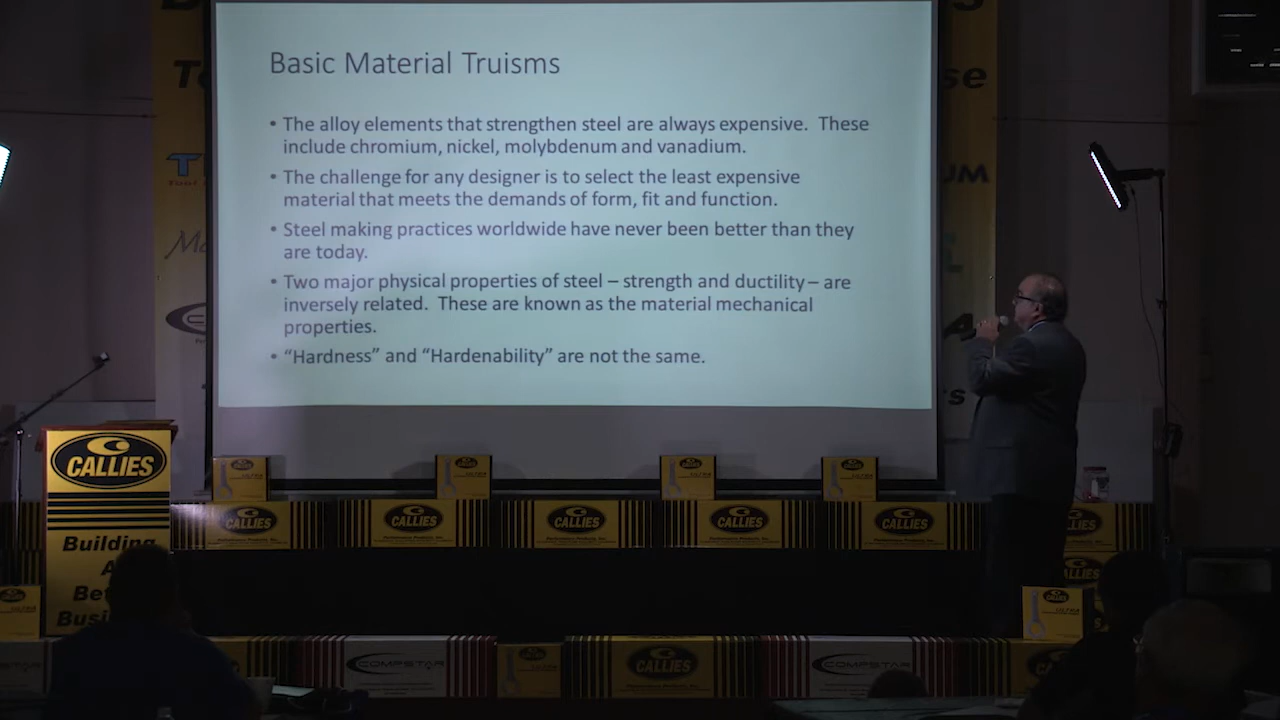 Basic Material Truisms
• The alloy elements that strengthen steel are always expensive. These
include chromium, nickel, molybdenum and vanadium.
• The challenge for any designer is to select the least expensive
material that meets the demands of form, fit and function.
• Steel making practices worldwide have never been better than they
are today.
• Two major physical properties of steel – strength and ductility – are
inversely related. These are known as the material mechanical
properties.
• “Hardness” and “Hardenability” are not the same.
CALLIES
Building
CALLIES
CALLIES
CALLIES
CALLIES
CALLIES
CALLIES
CALLIES
ULTRA
COMPSTAR
CALLIES
COMPSTAR